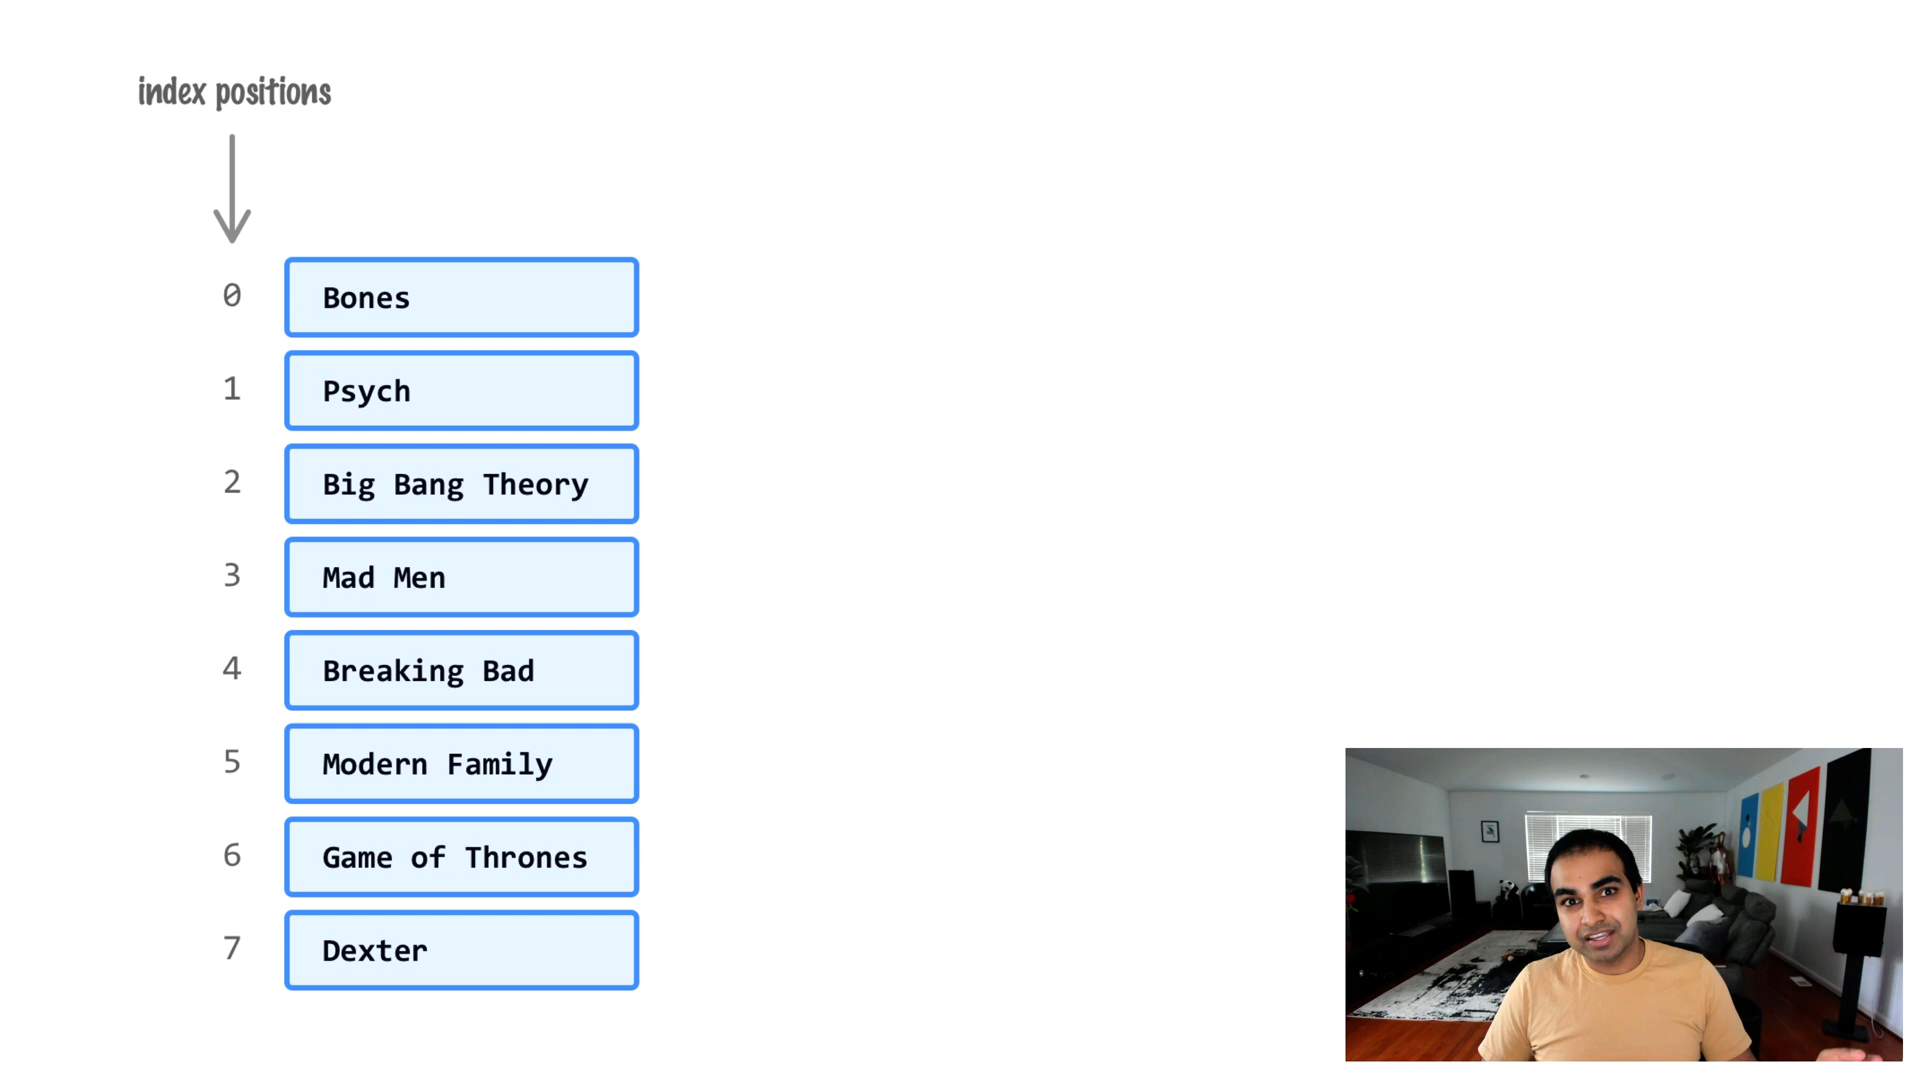 index positions
0 Bones
1 Psych
2 Big Bang Theory
3 Mad Men
4 Breaking Bad
5 Modern Family
6 Game of Thrones
7 Dexter